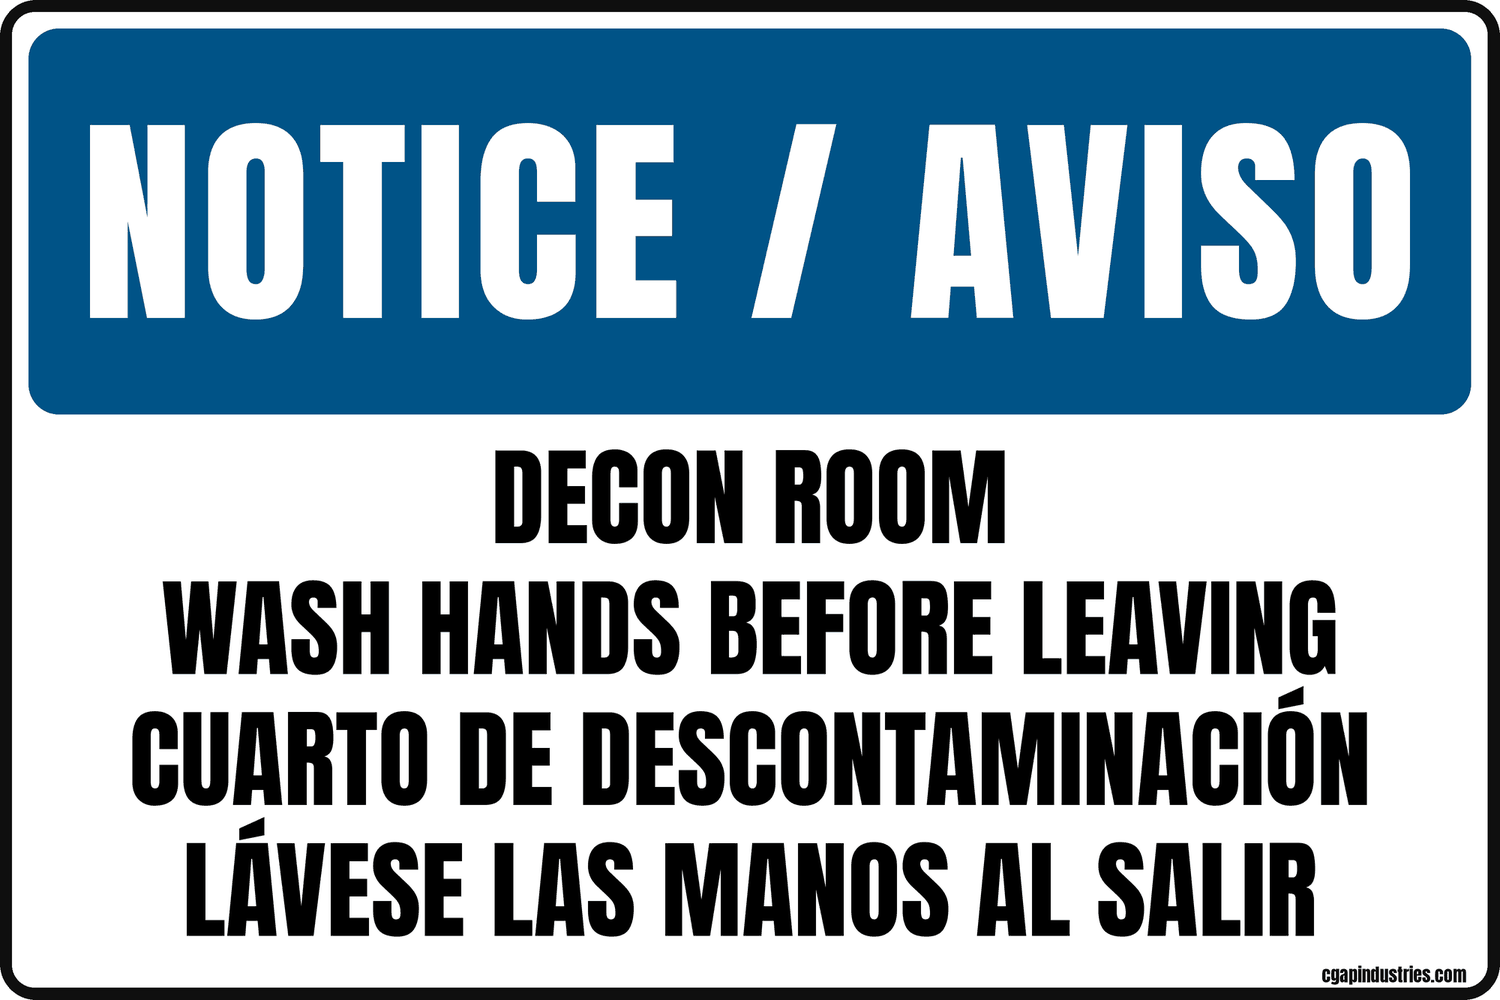 NOTICE / AVISO
DECON ROOM
WASH HANDS BEFORE LEAVING
CUARTO DE DESCONTAMINACIÓN
LÁVESE LAS MANOS AL SALIR
cgapindustries.com